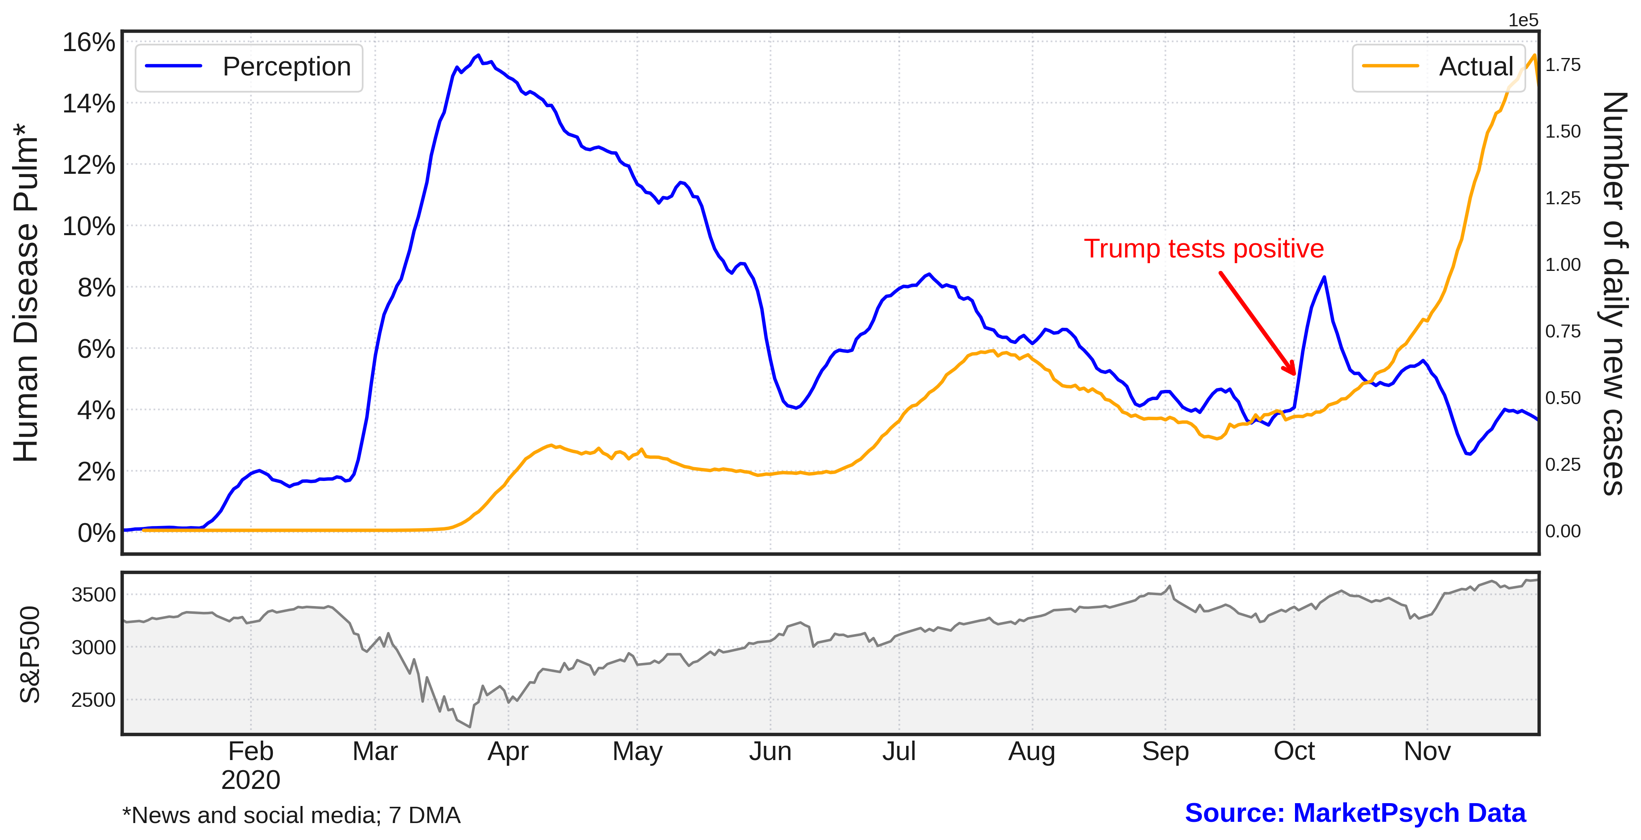 1e5
16%
14%
12%
10%
8%
6%
4%
2%
0%
Human Disease Pulm*
Perception
Actual
Trump tests positive
1.75
1.50
1.25
1.00
0.75
0.50
0.25
0.00
Number of daily new cases
S&P500
3500
3000
2500
Feb Mar Apr May Jun Jul Aug Sep Oct Nov
2020
*News and social media; 7 DMA
Source: MarketPsych Data